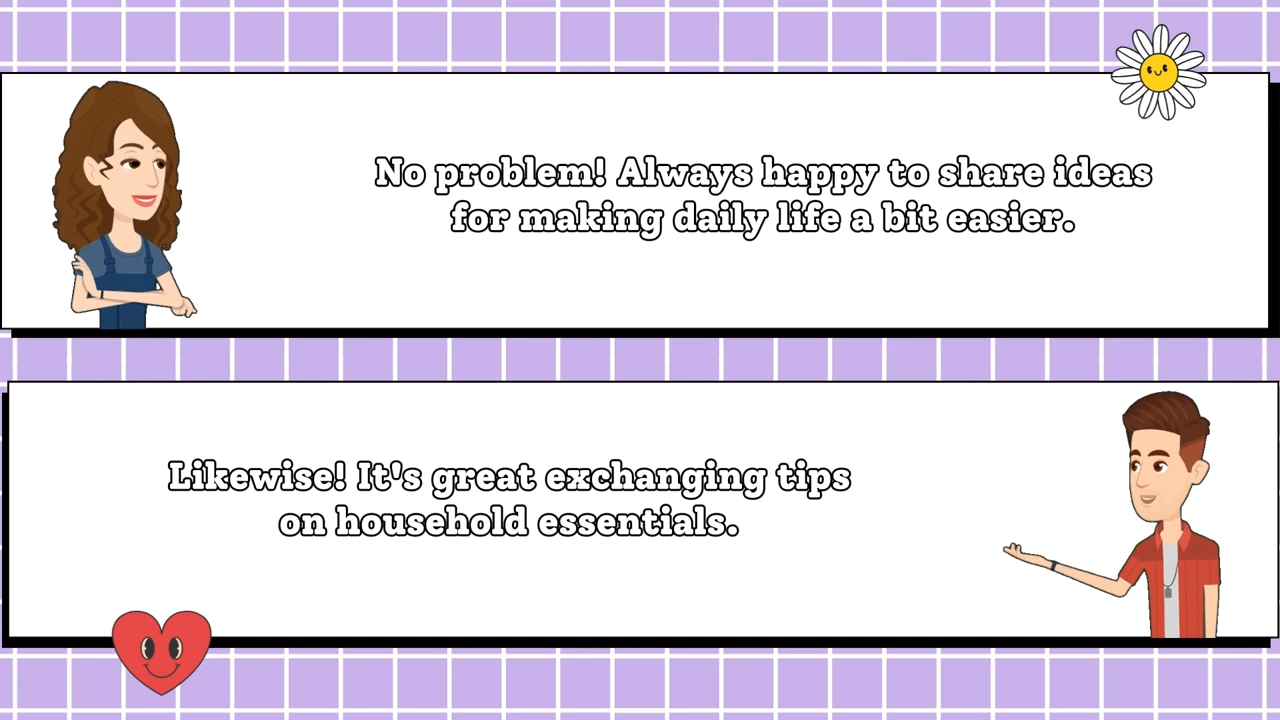 No problem! Always happy to share ideas
for making daily life a bit easier.
Likewise! It's great exchanging tips
on household essentials.